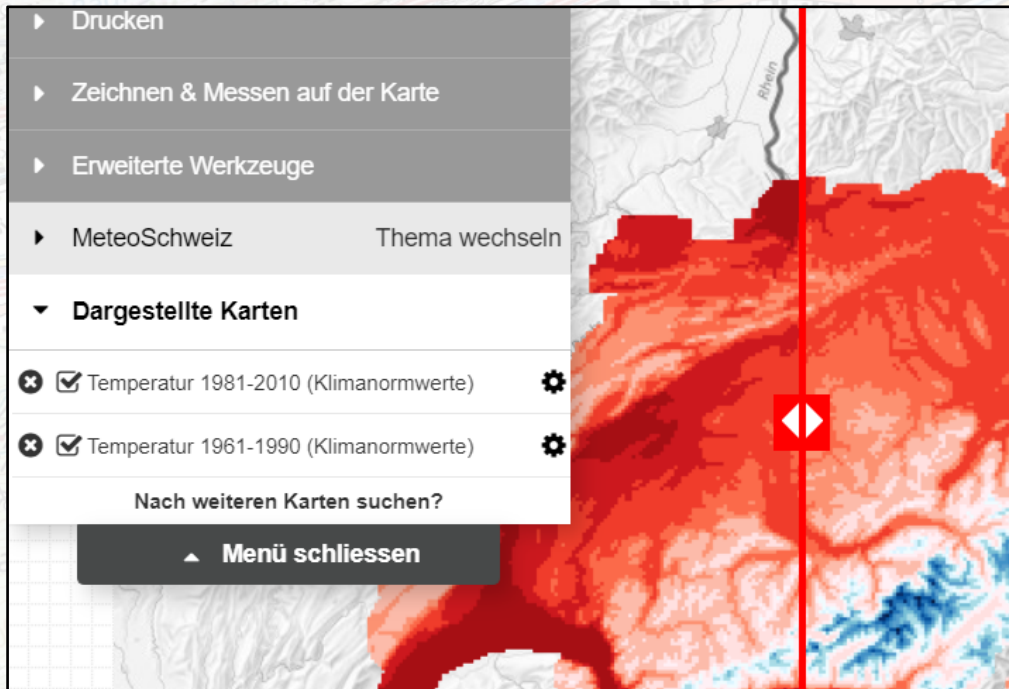 Drucken
Zeichnen & Messen auf der Karte
Erweiterte Werkzeuge
MeteoSchweiz Thema wechseln
Dargestellte Karten
Temperatur 1981-2010 (Klimanormwerte)
Temperatur 1961-1990 (Klimanormwerte)
Nach weiteren Karten suchen?
Menü schliessen
Rhein